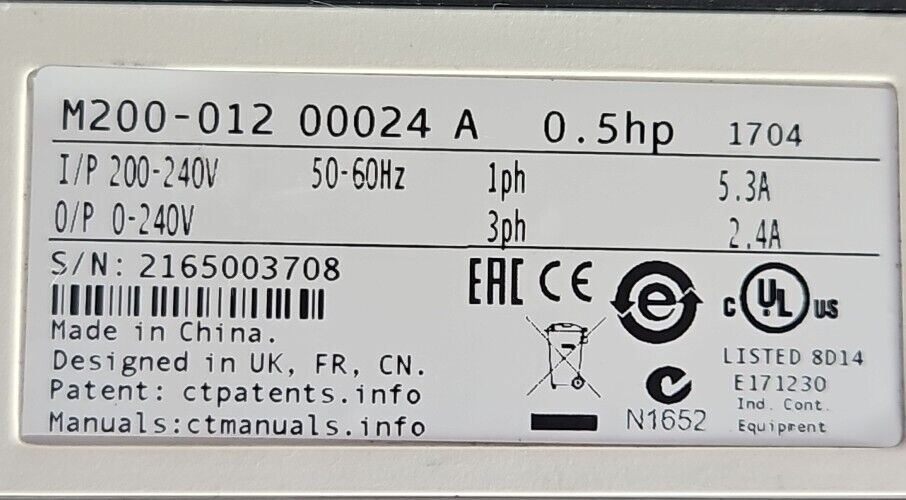 M200-012 00024 A 0.5hp 1704
I/P 200-240V 50-60Hz 1ph 5.3A
O/P 0-240V 3ph 2.4A
S/N: 2165003708
EAC CE
e
C UL US
Made in China.
Designed in UK, FR, CN.
Patent: ctpatents.info
Manuals:ctmanuals.info
N1652
LISTED 8D14
E171230
Ind. Cont.
Equipment